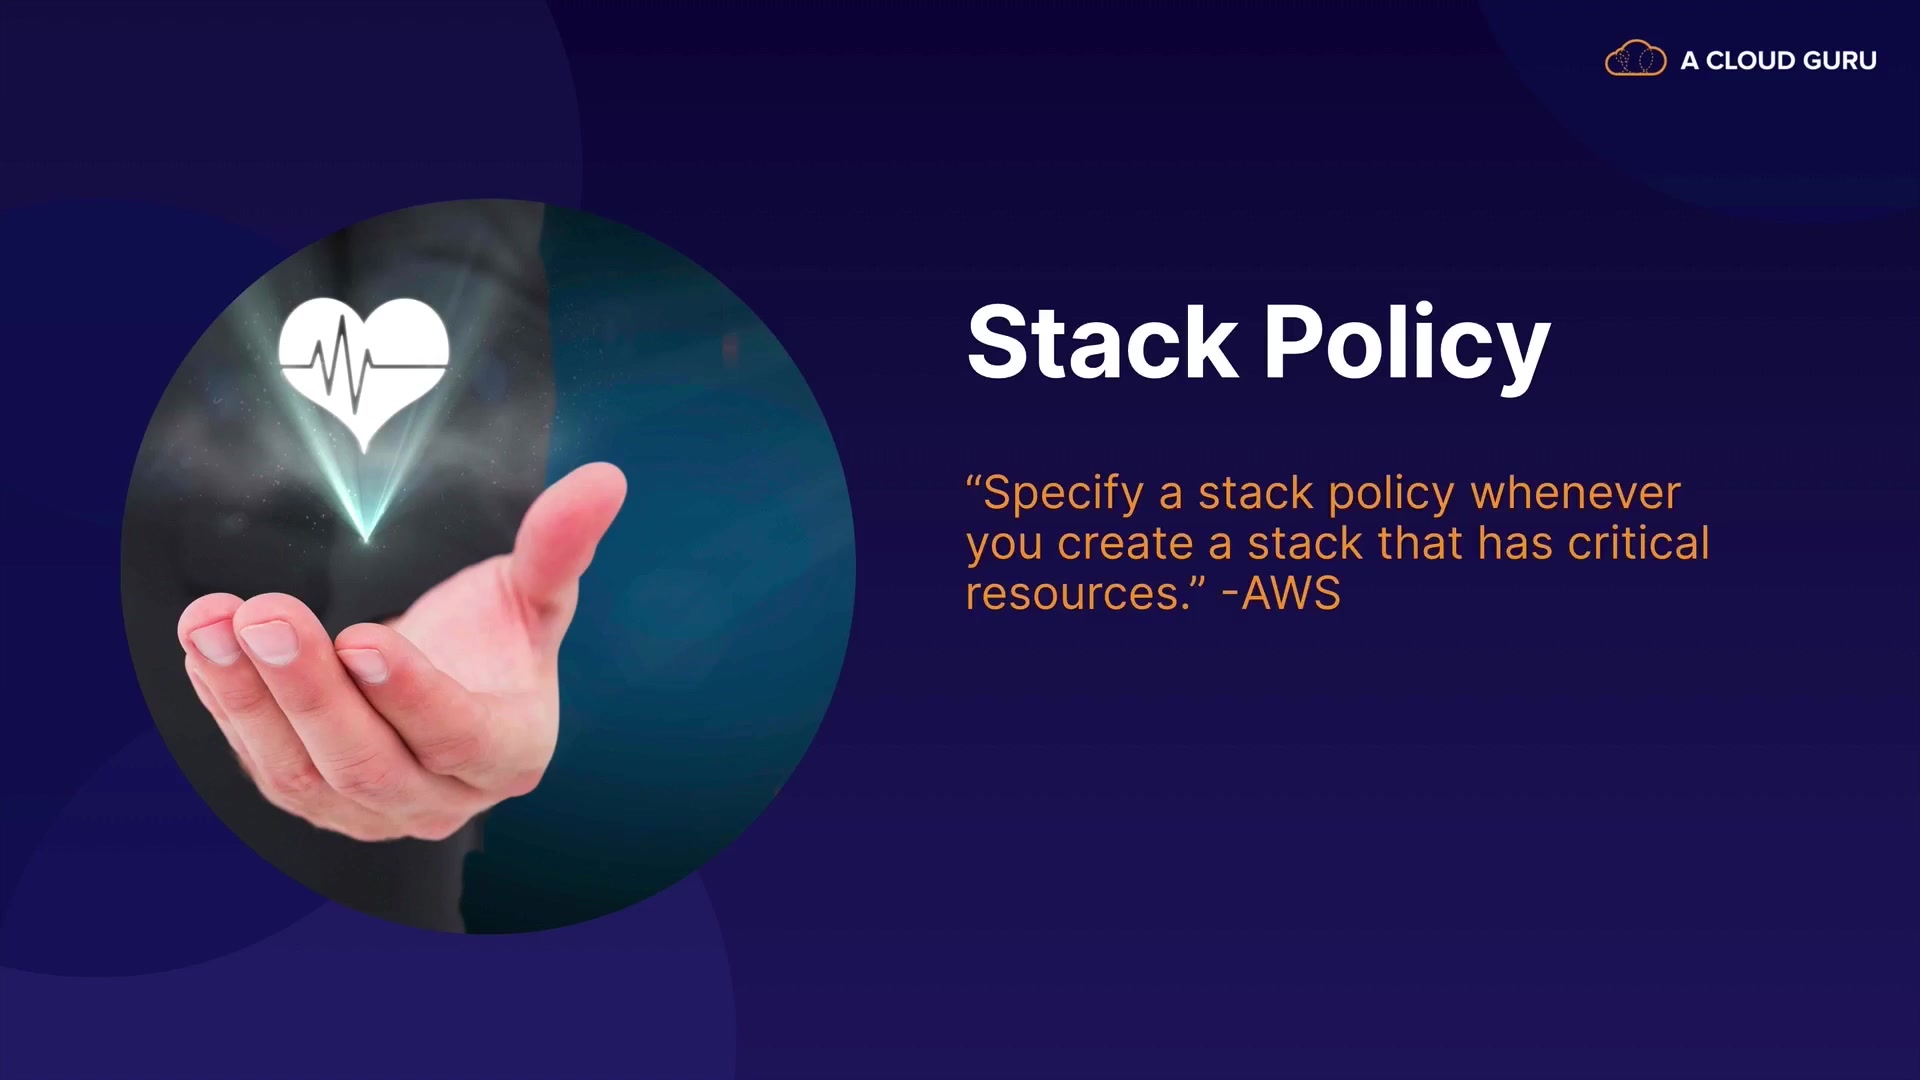 A CLOUD GURU
Stack Policy
“Specify a stack policy whenever
you create a stack that has critical
resources.” -AWS